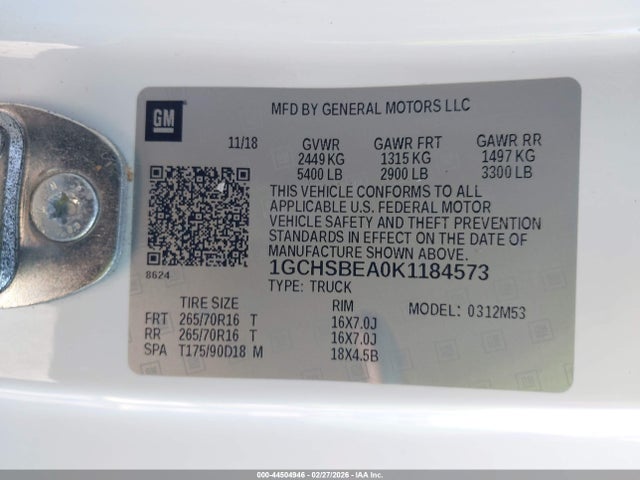 GM
MFD BY GENERAL MOTORS LLC
11/18 GVWR GAWR FRT GAWR RR
2449 KG 1315 KG 1497 KG
5400 LB 2900 LB 3300 LB
THIS VEHICLE CONFORMS TO ALL
APPLICABLE U.S. FEDERAL MOTOR
VEHICLE SAFETY AND THEFT PREVENTION
STANDARDS IN EFFECT ON THE DATE OF
MANUFACTURE SHOWN ABOVE.
8624 1GCHSBEA0K1184573
TYPE: TRUCK
TIRE SIZE RIM MODEL: 0312M53
FRT 265/70R16 T 16X7.0J
RR 265/70R16 T 16X7.0J
SPA T175/90D18 M 18X4.5B
000-44504946 - 02/27/2026 - Copyright © IAA, LLC